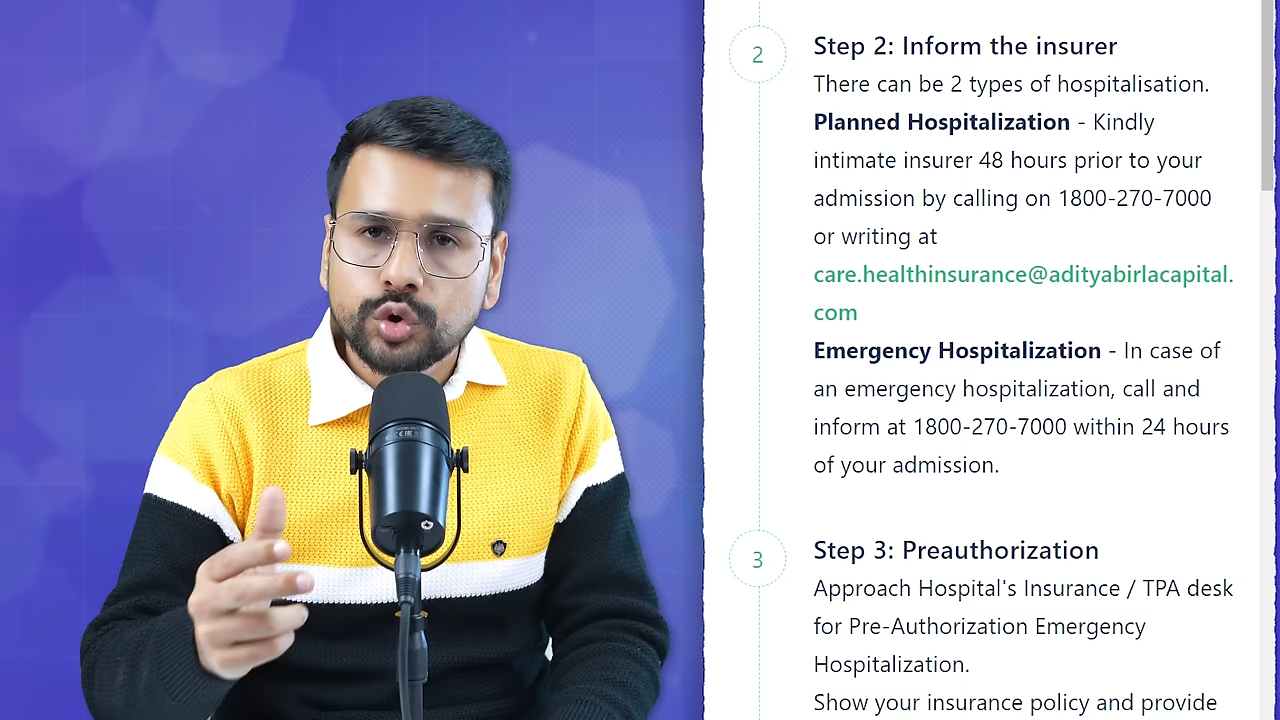 2
Step 2: Inform the insurer
There can be 2 types of hospitalisation.
Planned Hospitalization - Kindly
intimate insurer 48 hours prior to your
admission by calling on 1800-270-7000
or writing at
care.healthinsurance@adityabirlacapital.
com
Emergency Hospitalization - In case of
an emergency hospitalization, call and
inform at 1800-270-7000 within 24 hours
of your admission.
3
Step 3: Preauthorization
Approach Hospital's Insurance / TPA desk
for Pre-Authorization Emergency
Hospitalization.
Show your insurance policy and provide